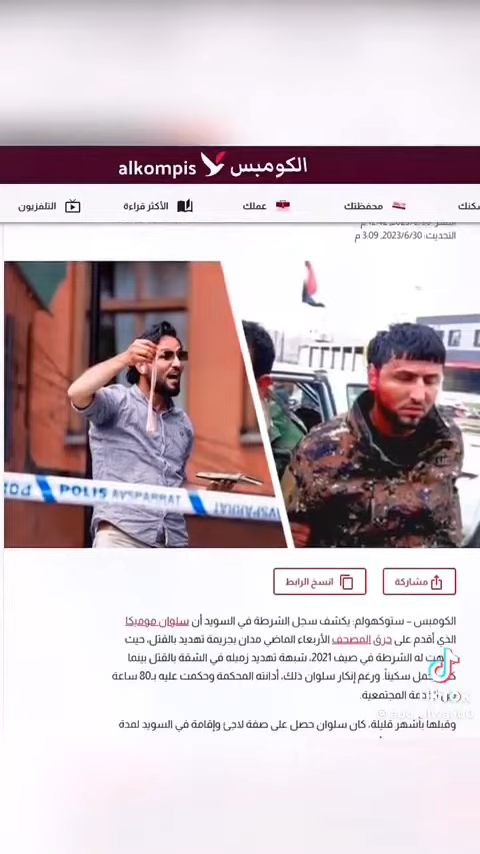 alkompis الكومبس
سكنك محفظتك عملك الأكثر قراءة التلفزيون
التحديث: 2023/6/30, 3:09 م
POLIS AVSPÄRRAT
مشاركة انسخ الرابط
الكومبس – ستوكهولم: يكشف سجل الشرطة في السويد أن سلوان موميكا
الذي أقدم على حرق المصحف الأربعاء الماضي مدان بجريمة تهديد بالقتل، حيث
له الشرطة في صيف 2021، شبهة تهديد زميله في الشقة بالقتل بينما
سكيناً. ورغم إنكار سلوان ذلك، أدانته المحكمة وحكمت عليه بـ80 ساعة
المجتمعية.
وقبلها بأشهر قليلة، كان سلوان حصل على صفة لاجئ وإقامة في السويد لمدة